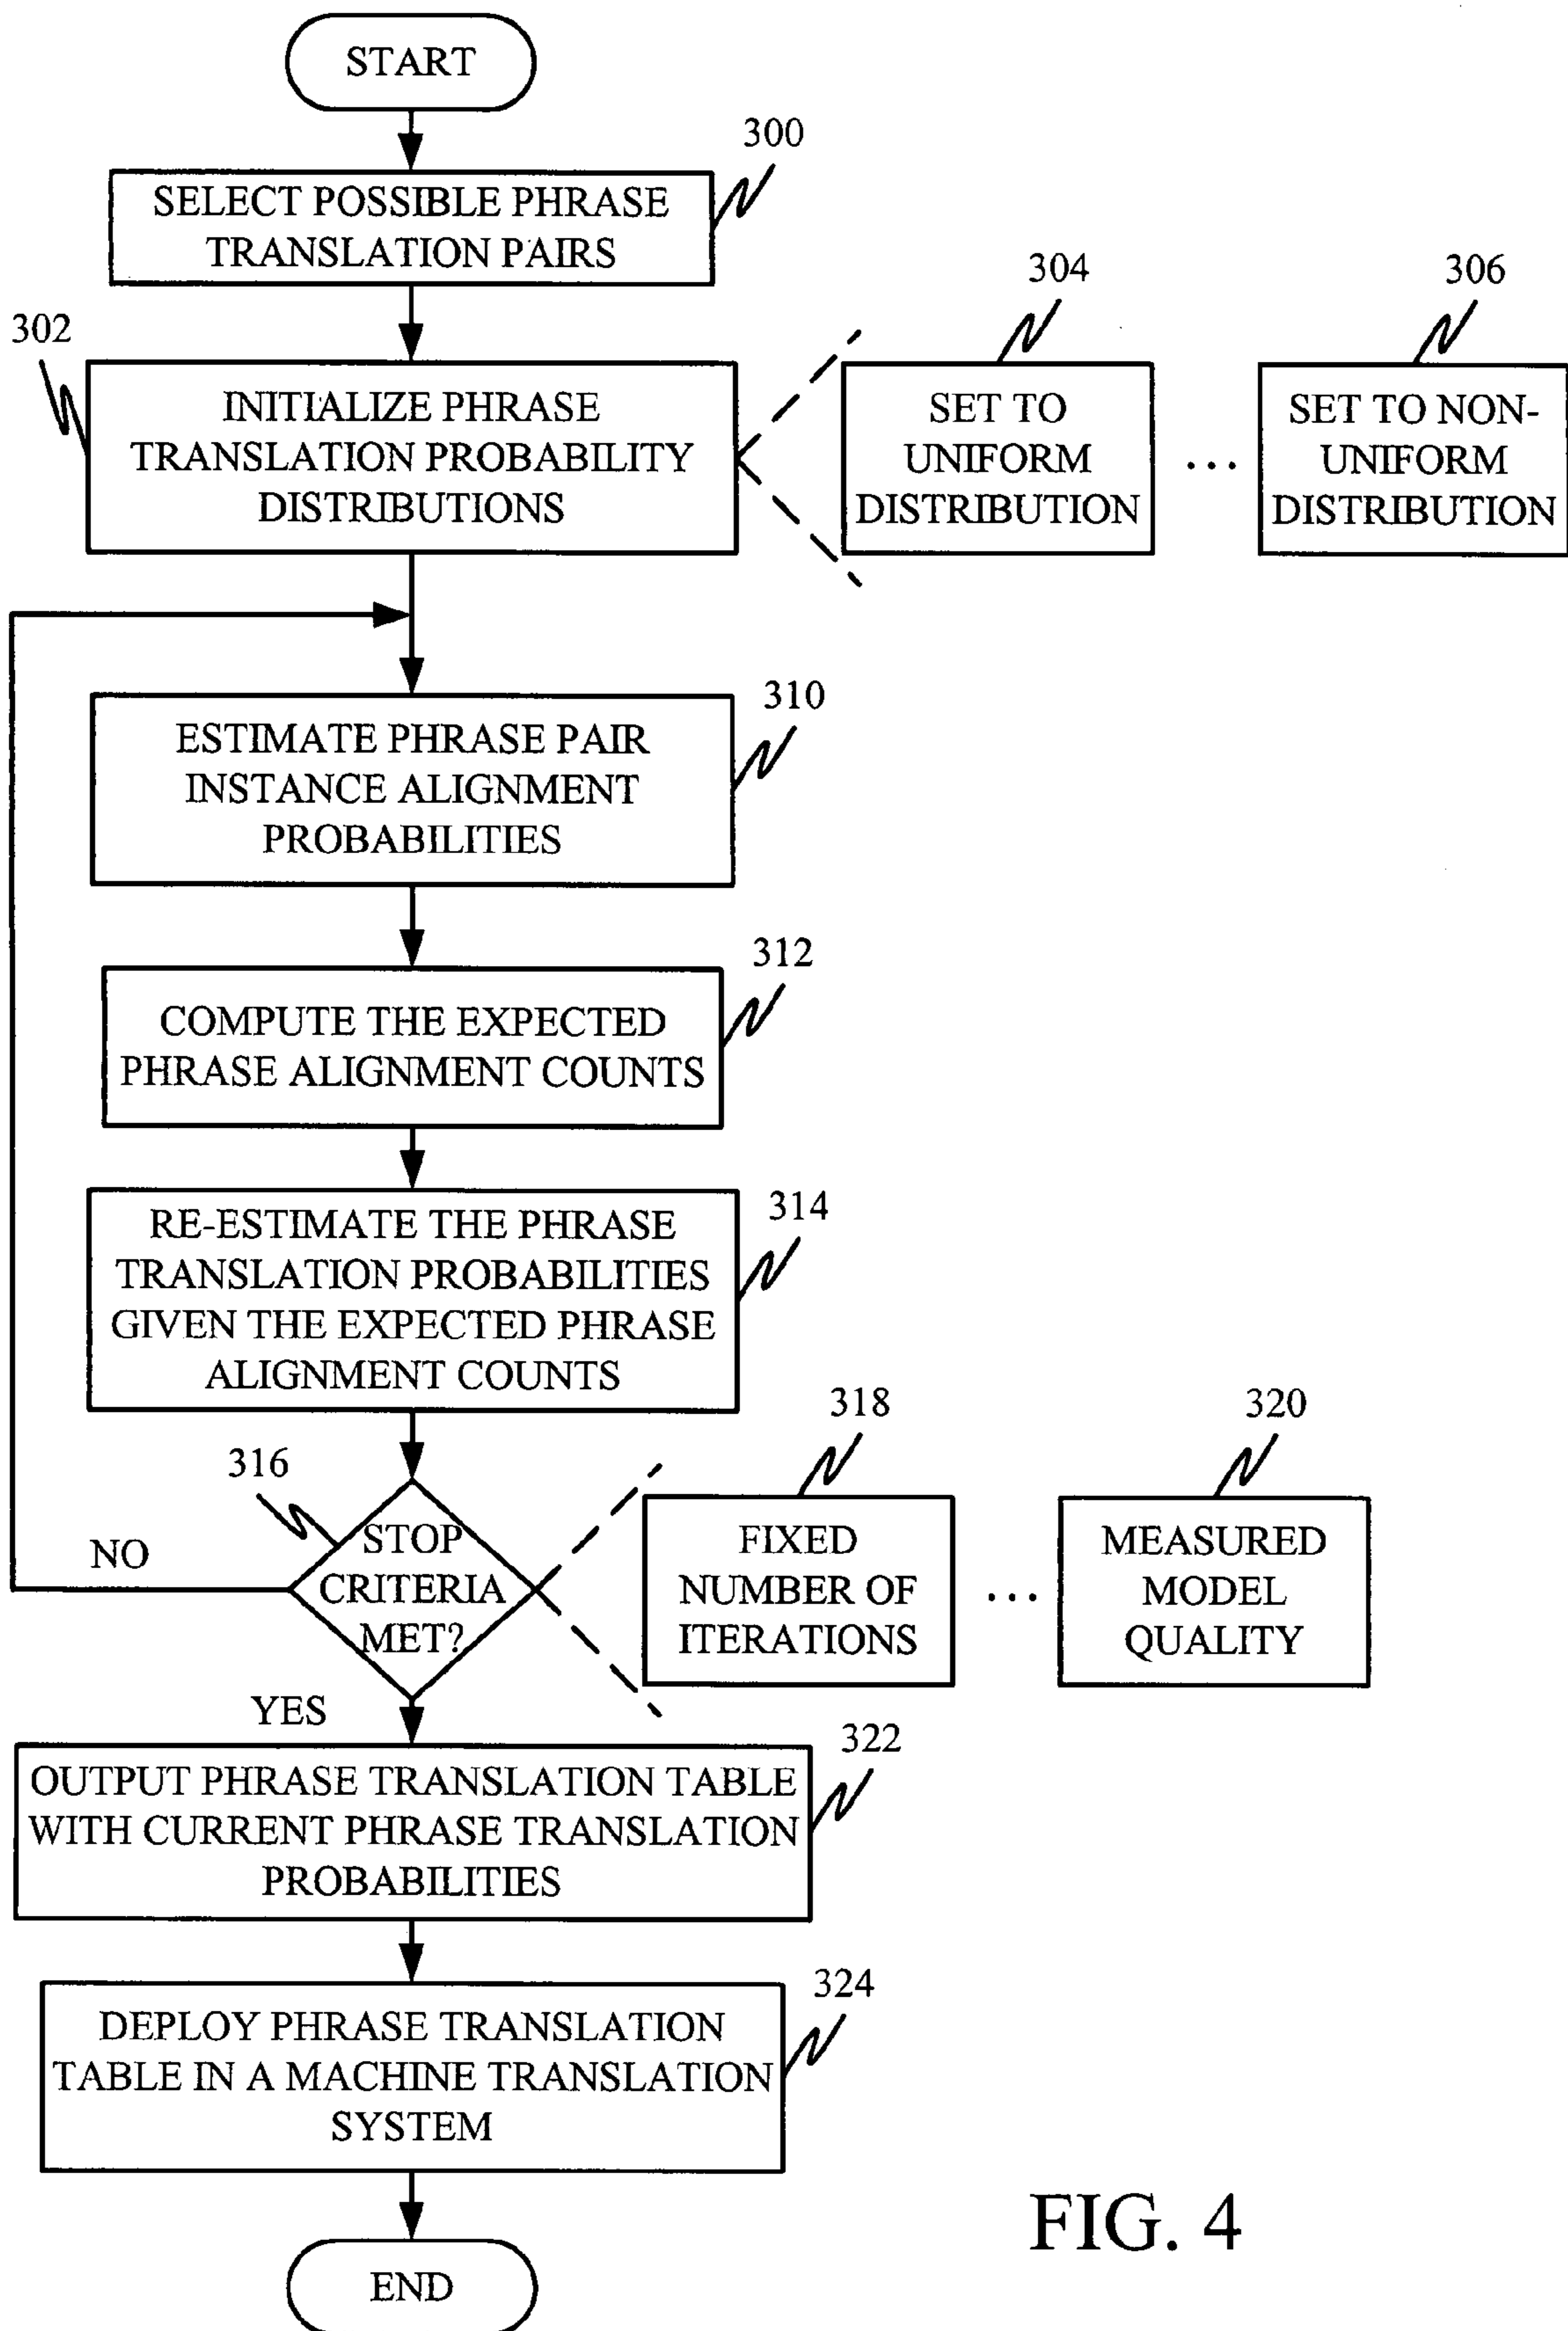 START
300
SELECT POSSIBLE PHRASE
TRANSLATION PAIRS
302
INITIALIZE PHRASE
TRANSLATION PROBABILITY
DISTRIBUTIONS
304
SET TO
UNIFORM
DISTRIBUTION
...
306
SET TO NON-
UNIFORM
DISTRIBUTION
310
ESTIMATE PHRASE PAIR
INSTANCE ALIGNMENT
PROBABILITIES
312
COMPUTE THE EXPECTED
PHRASE ALIGNMENT COUNTS
314
RE-ESTIMATE THE PHRASE
TRANSLATION PROBABILITIES
GIVEN THE EXPECTED PHRASE
ALIGNMENT COUNTS
316
STOP
CRITERIA
MET?
NO
318
FIXED
NUMBER OF
ITERATIONS
...
320
MEASURED
MODEL
QUALITY
YES
322
OUTPUT PHRASE TRANSLATION TABLE
WITH CURRENT PHRASE TRANSLATION
PROBABILITIES
324
DEPLOY PHRASE TRANSLATION
TABLE IN A MACHINE TRANSLATION
SYSTEM
END
FIG. 4